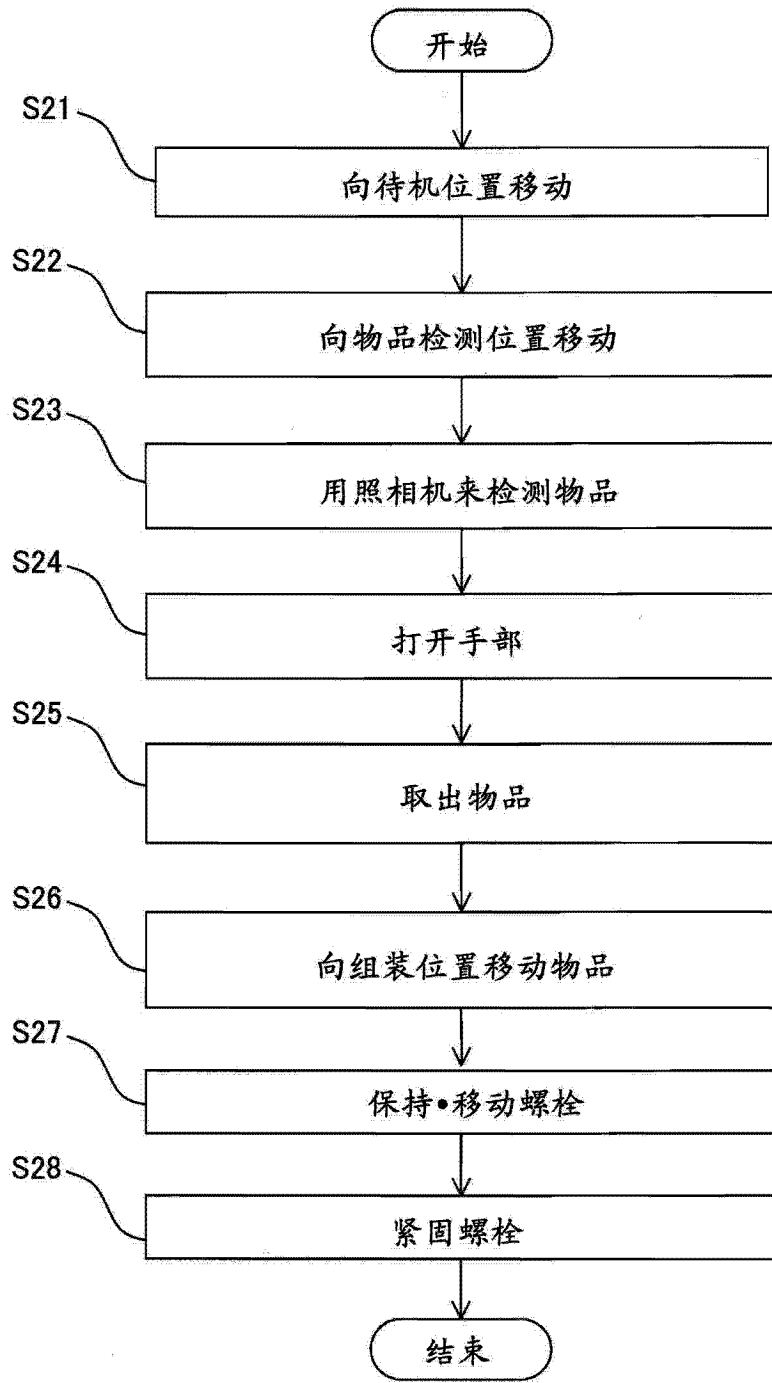 开始
S21
向待机位置移动
S22
向物品检测位置移动
S23
用照相机来检测物品
S24
打开手部
S25
取出物品
S26
向组装位置移动物品
S27
保持•移动螺栓
S28
紧固螺栓
结束